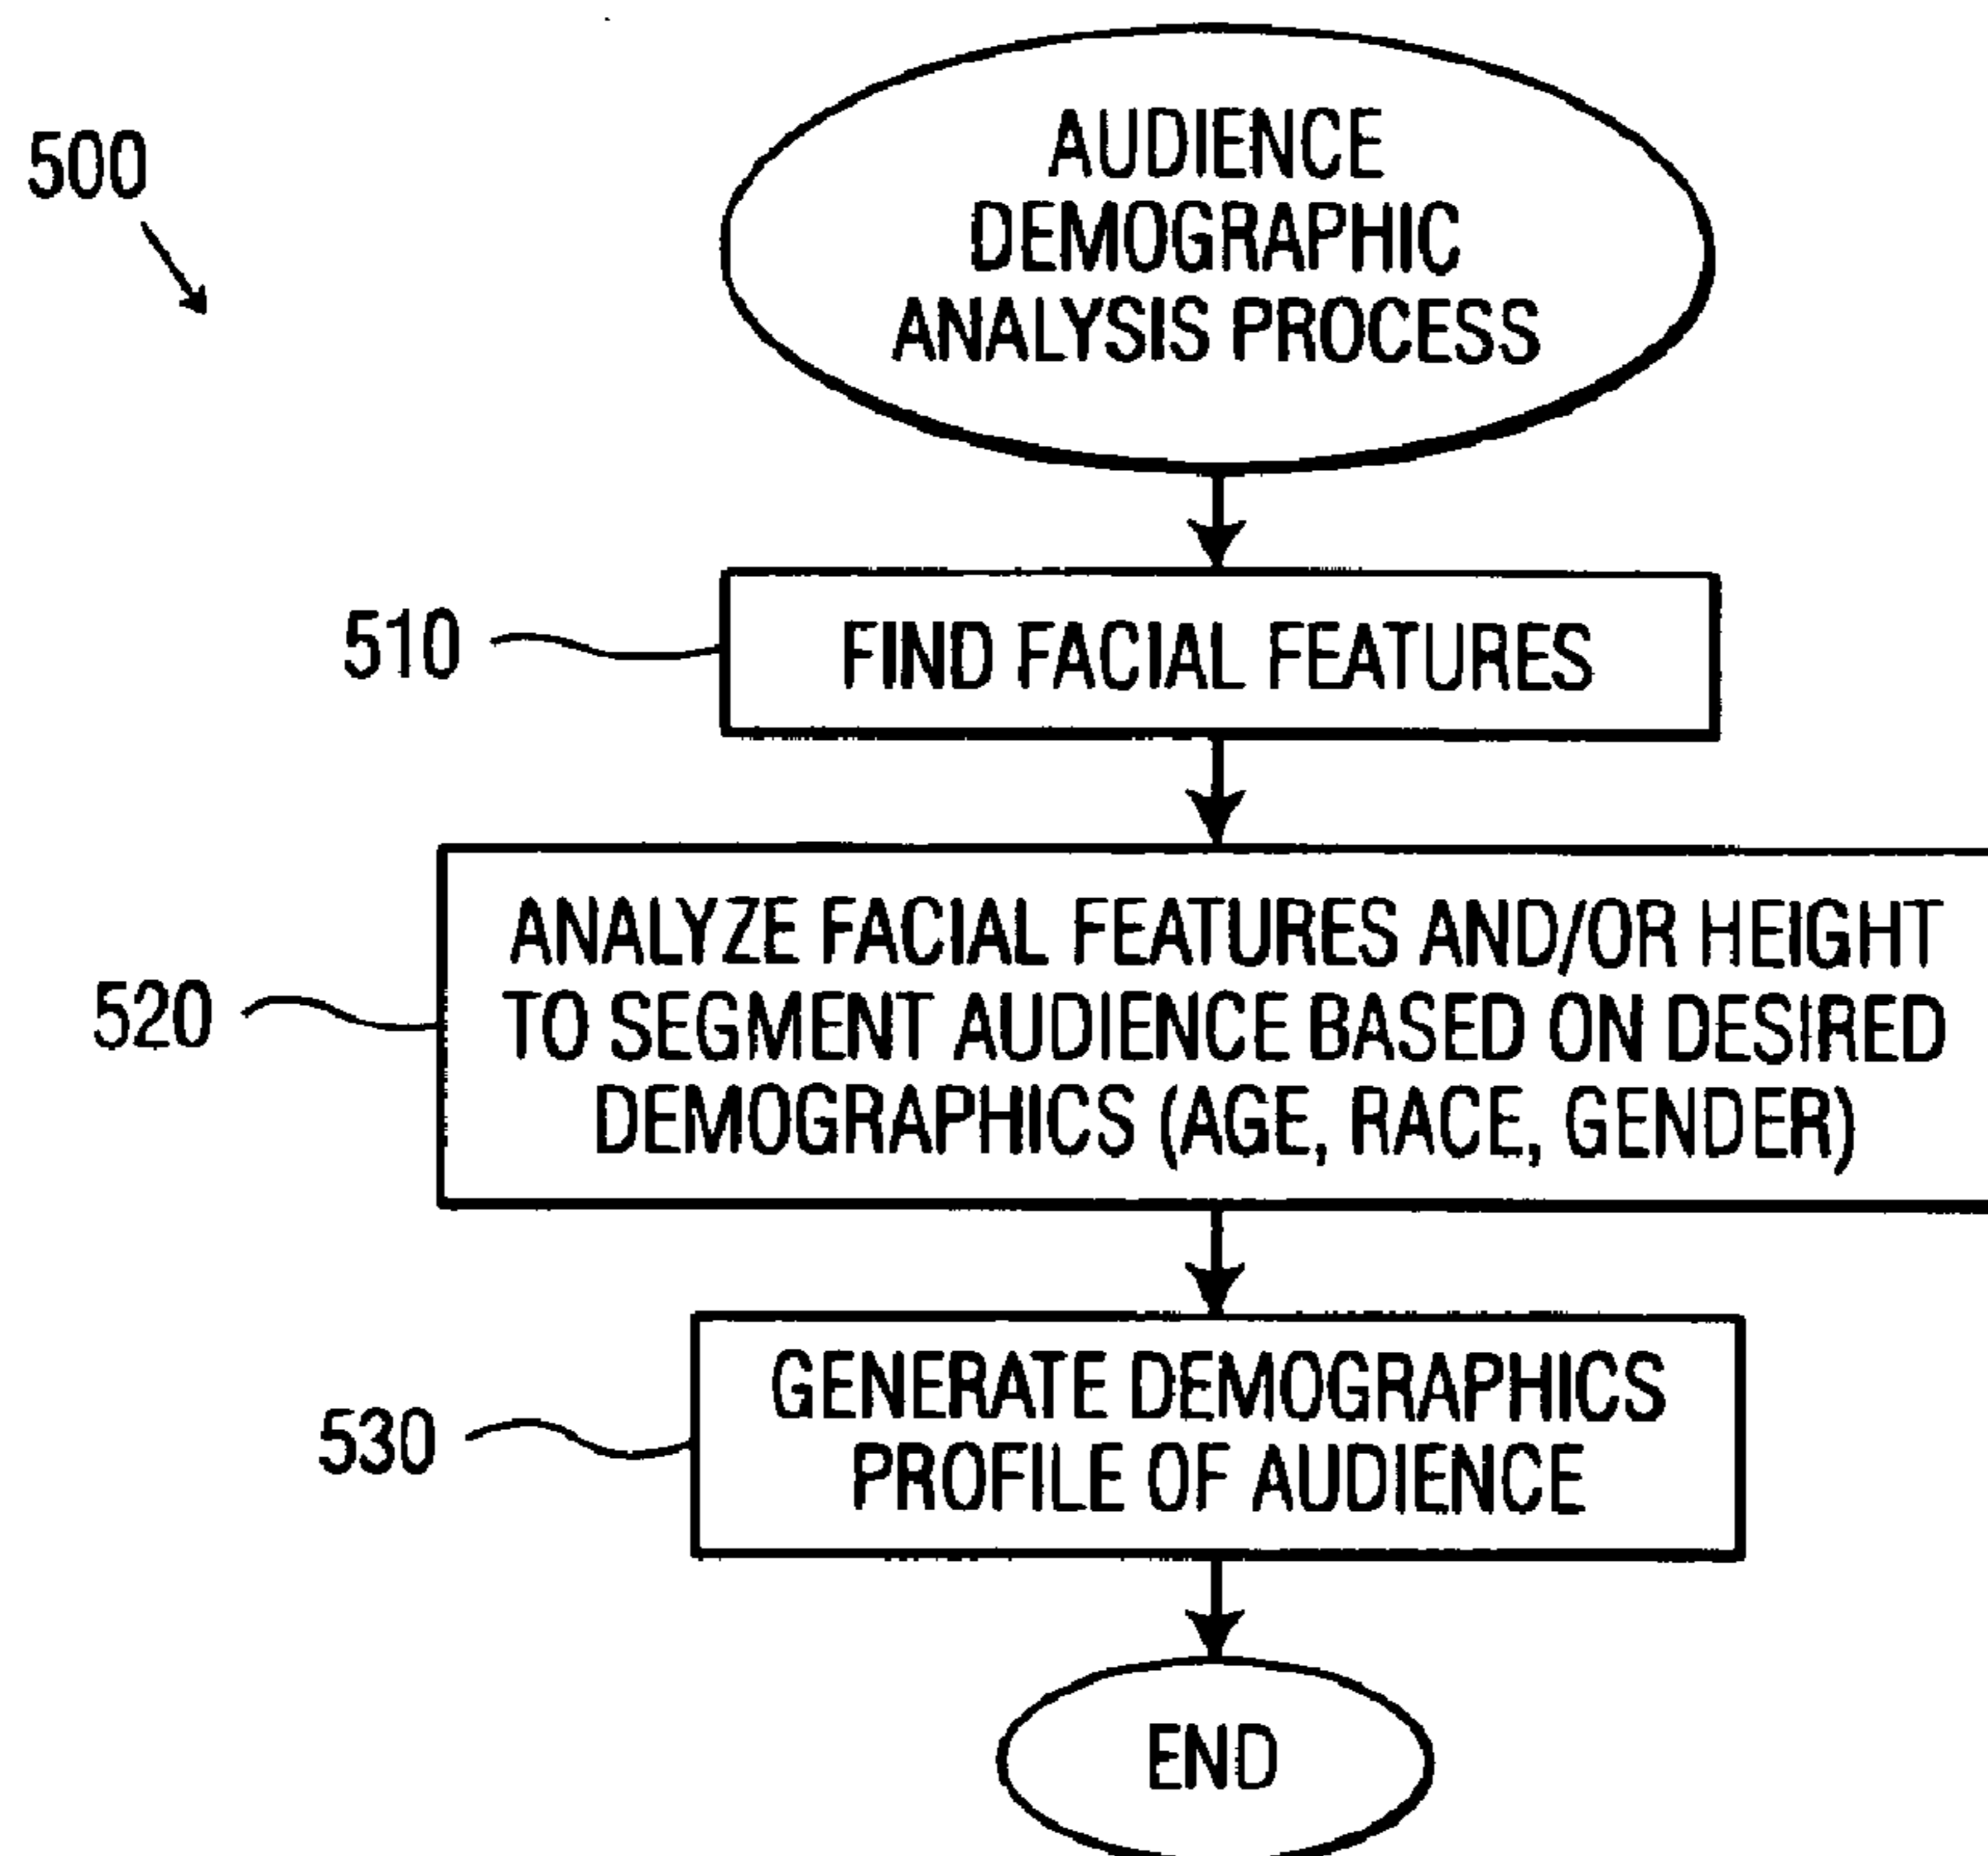 500
AUDIENCE
DEMOGRAPHIC
ANALYSIS PROCESS
510
FIND FACIAL FEATURES
520
ANALYZE FACIAL FEATURES AND/OR HEIGHT
TO SEGMENT AUDIENCE BASED ON DESIRED
DEMOGRAPHICS (AGE, RACE, GENDER)
530
GENERATE DEMOGRAPHICS
PROFILE OF AUDIENCE
END